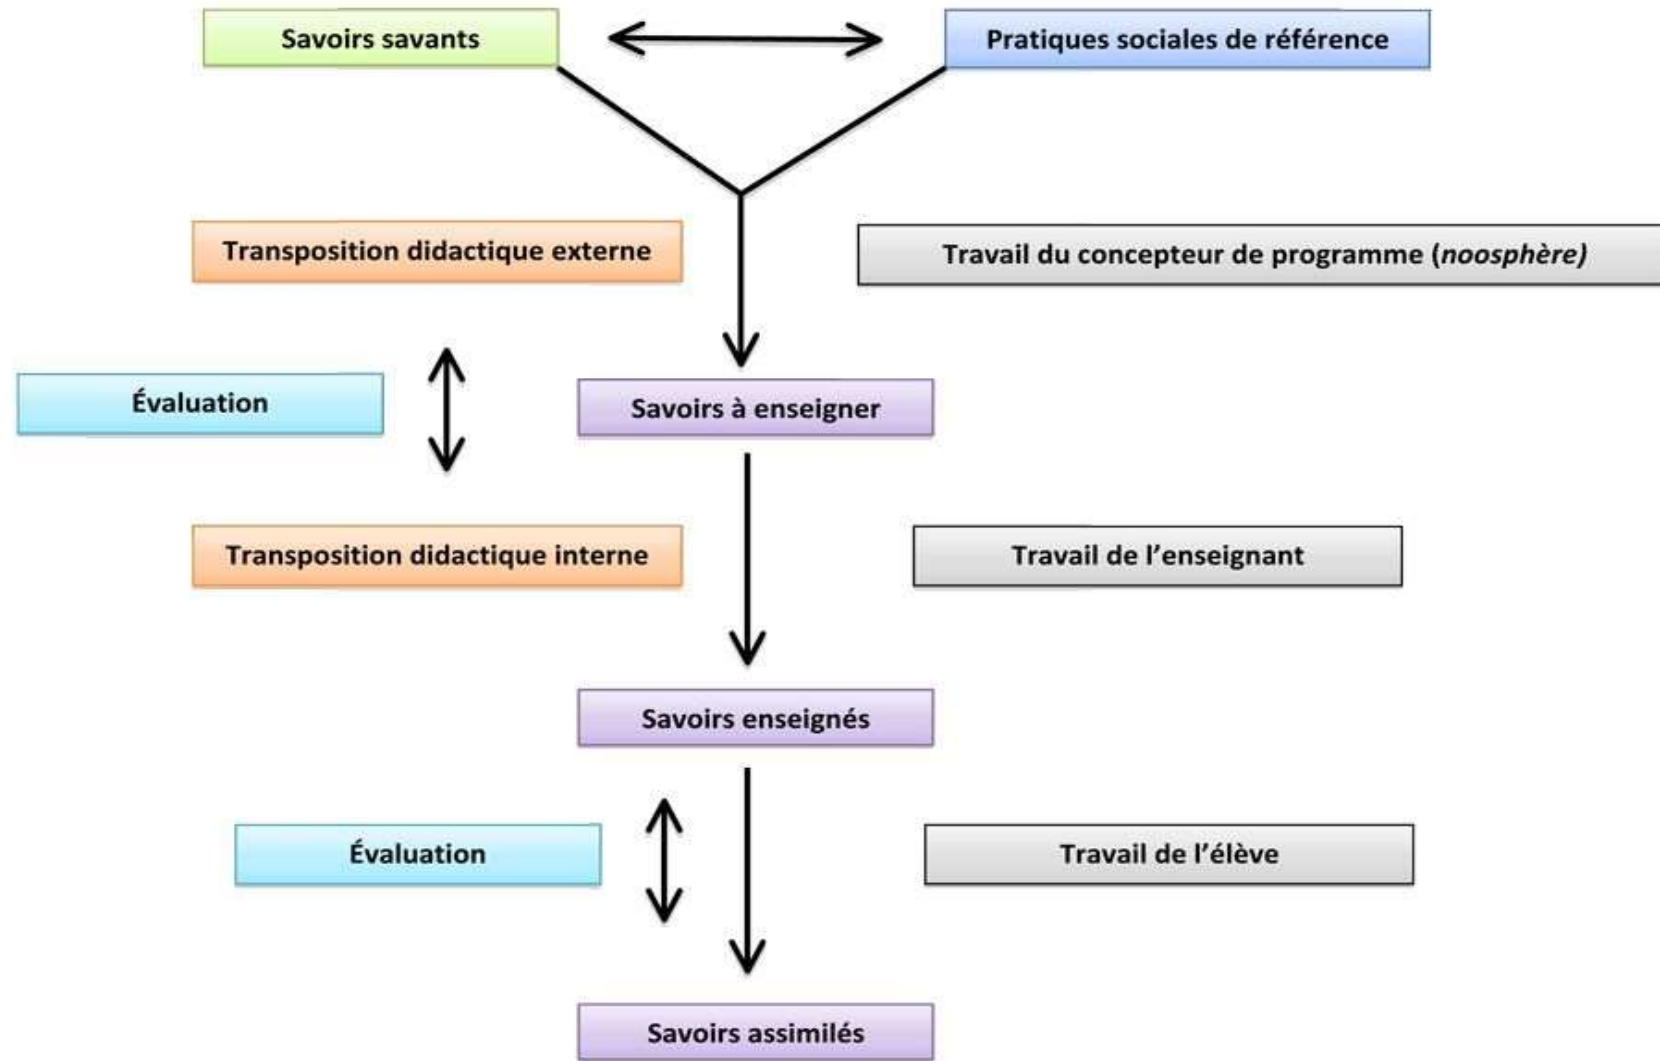 Savoirs savants
Pratiques sociales de référence
Transposition didactique externe
Travail du concepteur de programme (noosphère)
Évaluation
Savoirs à enseigner
Transposition didactique interne
Travail de l’enseignant
Savoirs enseignés
Évaluation
Travail de l’élève
Savoirs assimilés